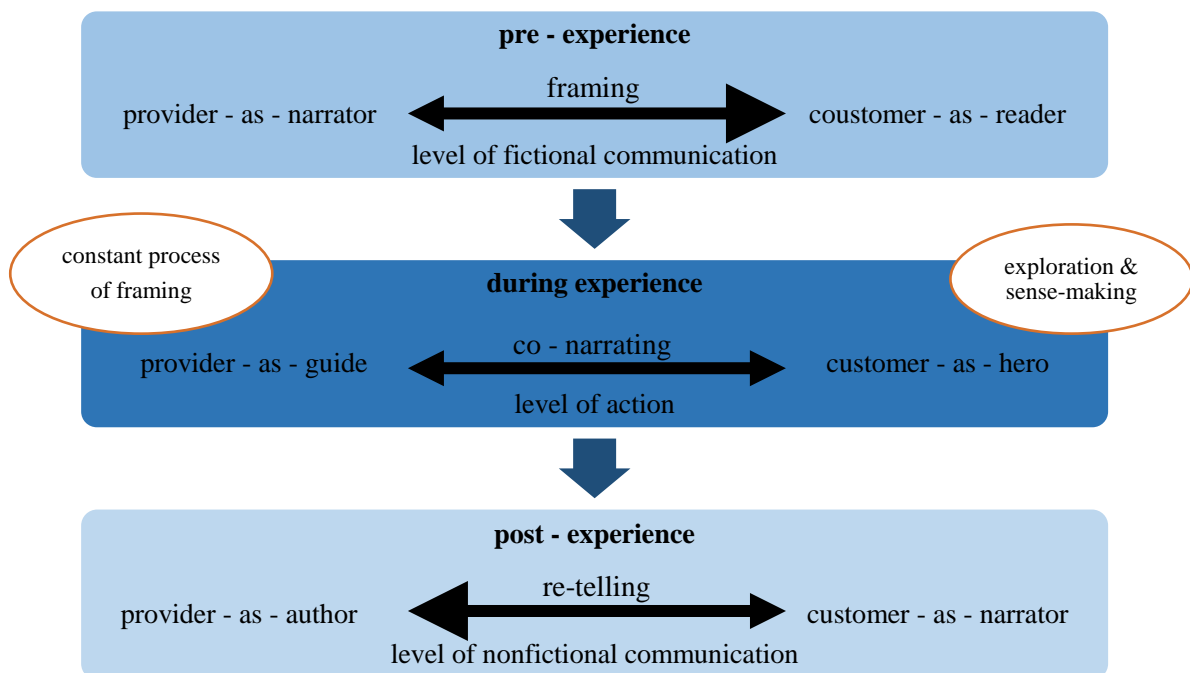 pre - experience
framing
provider - as - narrator
coustomer - as - reader
level of fictional communication
constant process
of framing
exploration &
sense-making
during experience
co - narrating
provider - as - guide
customer - as - hero
level of action
post - experience
re-telling
provider - as - author
customer - as - narrator
level of nonfictional communication